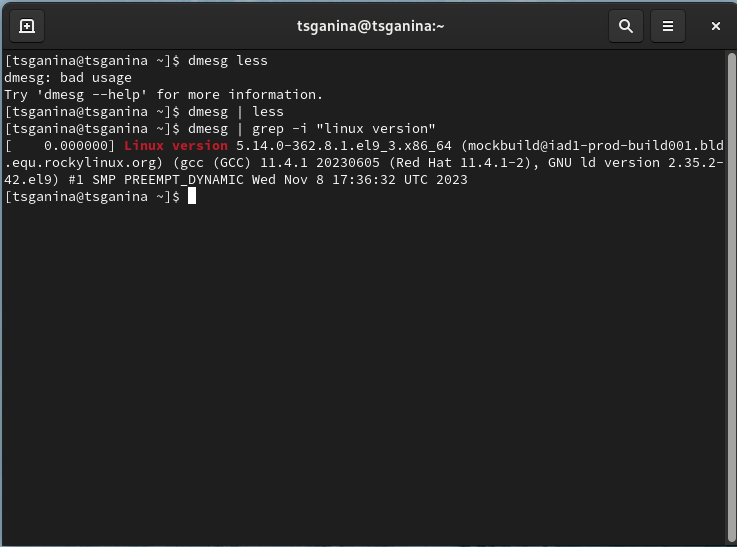 tsganina@tsganina:~
[tsganina@tsganina ~]$ dmesg less
dmesg: bad usage
Try 'dmesg --help' for more information.
[tsganina@tsganina ~]$ dmesg | less
[tsganina@tsganina ~]$ dmesg | grep -i "linux version"
[    0.000000] Linux version 5.14.0-362.8.1.el9_3.x86_64 (mockbuild@iad1-prod-build001.bld
.equ.rockylinux.org) (gcc (GCC) 11.4.1 20230605 (Red Hat 11.4.1-2), GNU ld version 2.35.2-
42.el9) #1 SMP PREEMPT_DYNAMIC Wed Nov 8 17:36:32 UTC 2023
[tsganina@tsganina ~]$